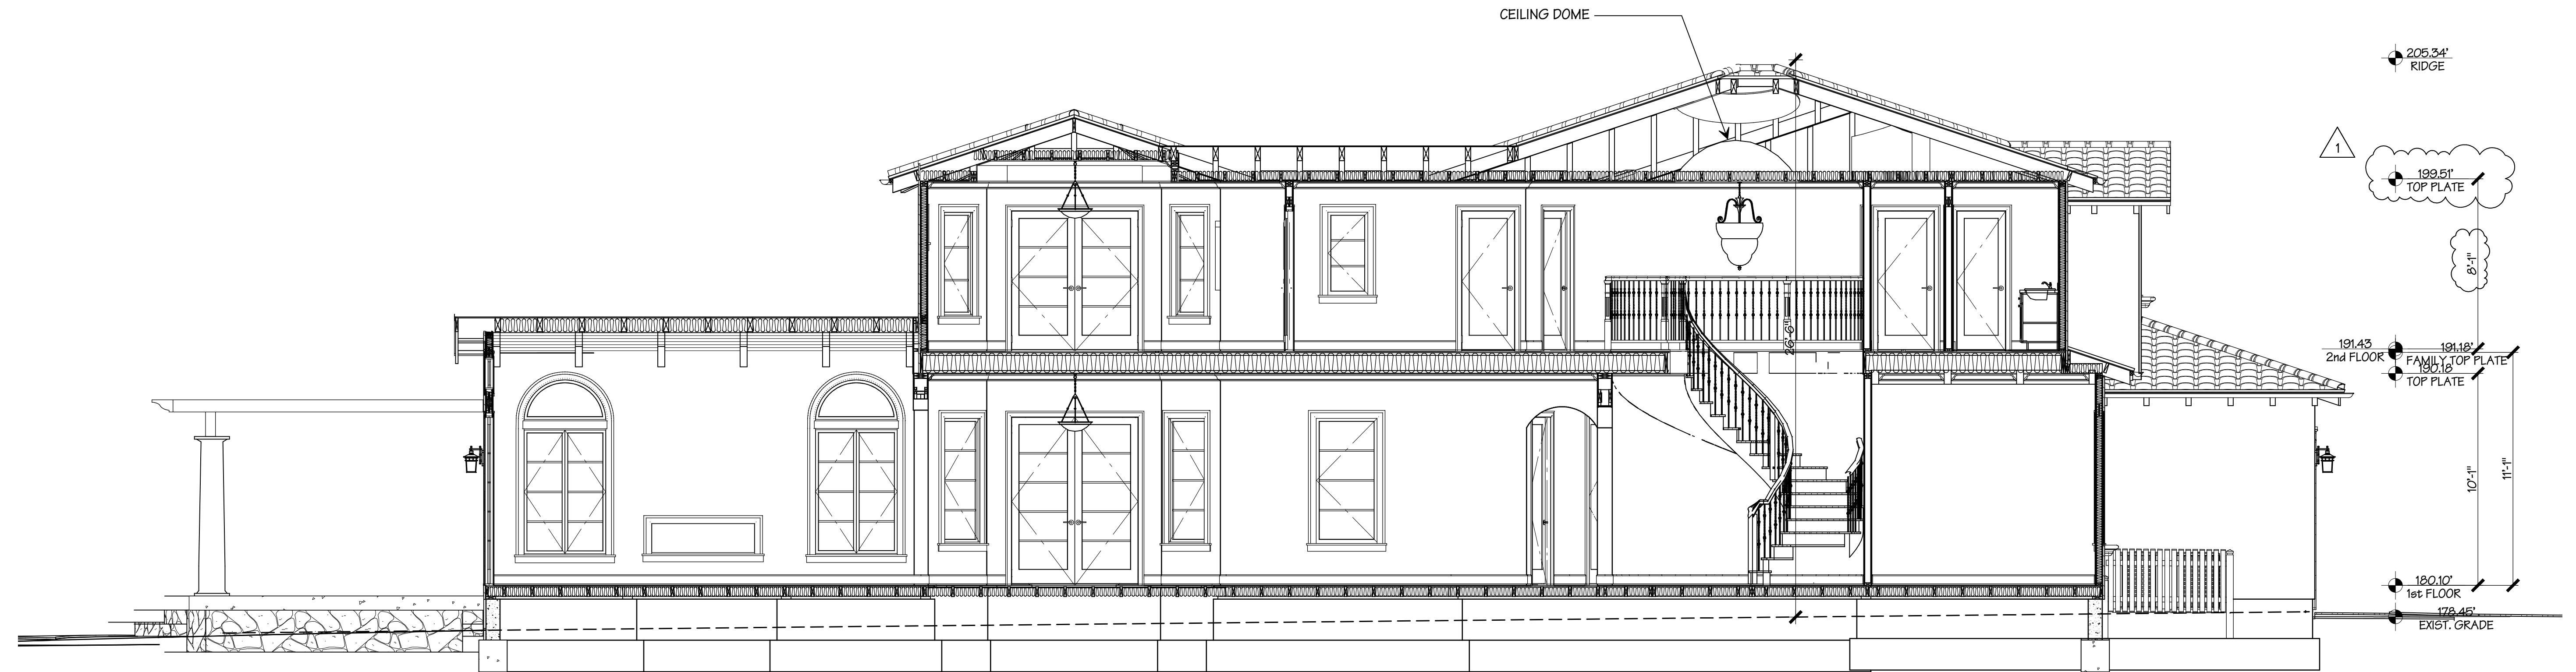 CEILING DOME
205.34'
RIDGE
1
199.51'
TOP PLATE
8'-1"
26'-6"
191.43
2nd FLOOR
191.18'
FAMILY TOP PLATE
190.18'
TOP PLATE
10'-1"
11'-1"
180.10'
1st FLOOR
178.45'
EXIST. GRADE